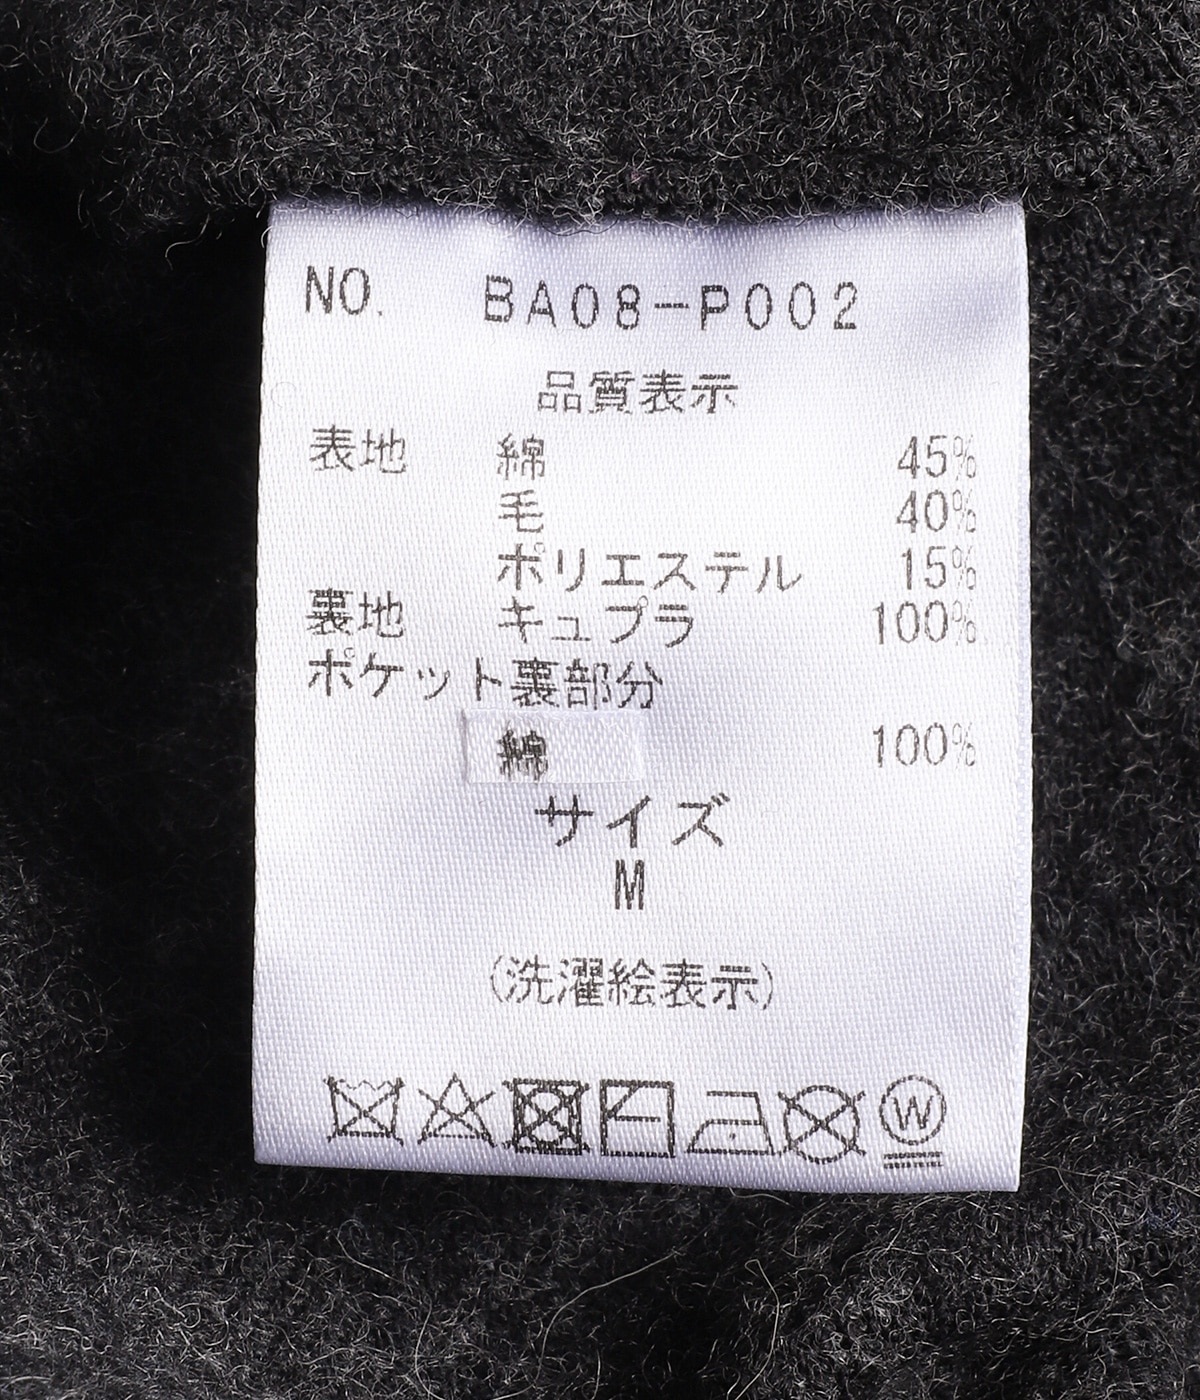 NO. BA08-P002
品質表示
表地 綿 45%
毛 40%
ポリエステル 15%
裏地 キュプラ 100%
ポケット裏部分
綿 100%
サイズ
M
(洗濯絵表示)
W